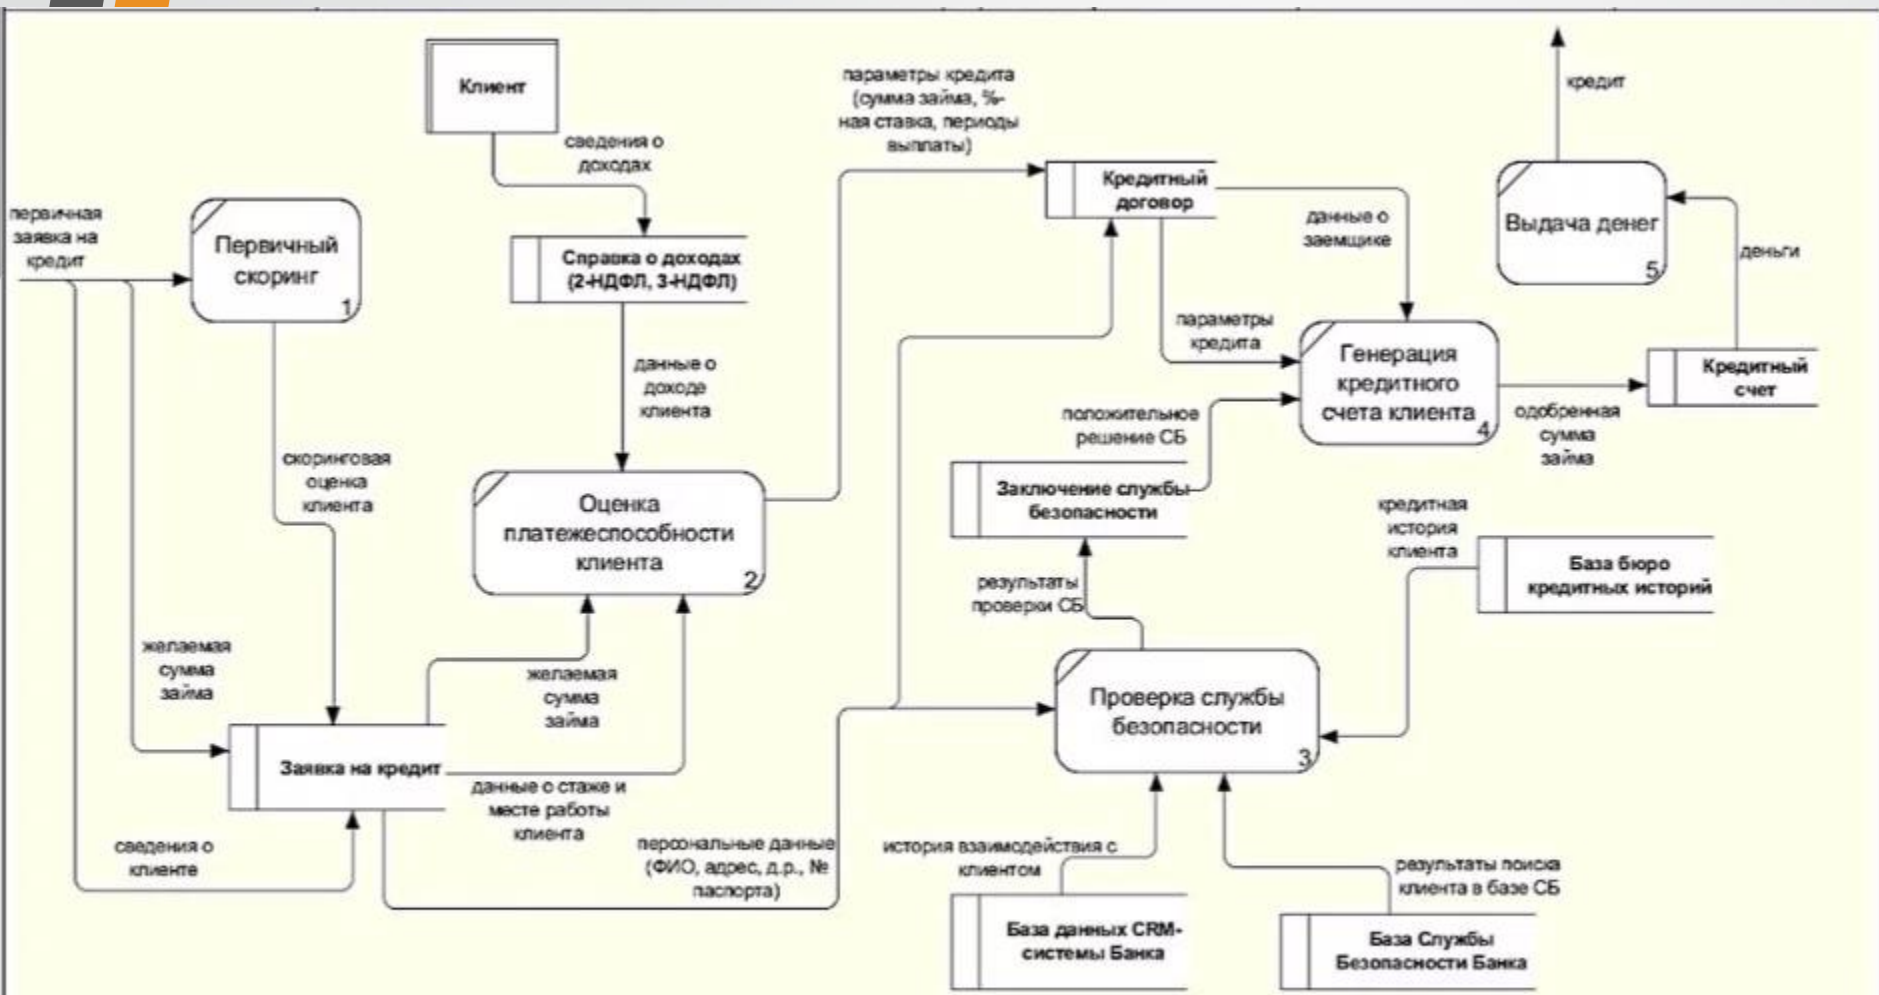 Клиент
сведения о
доходах
первичная
заявка на
кредит
Первичный
скоринг
1
Справка о доходах
(2-НДФЛ, 3-НДФЛ)
данные о
доходе
клиента
скоринговая
оценка
клиента
Оценка
платежеспособности
клиента
2
желаемая
сумма
займа
желаемая
сумма
займа
Заявка на кредит
данные о стаже и
месте работы
клиента
сведения о
клиенте
персональные данные
(ФИО, адрес, д.р., №
паспорта)
параметры кредита
(сумма займа, %-
ная ставка, периоды
выплаты)
Кредитный
договор
данные о
заемщике
параметры
кредита
Генерация
кредитного
счета клиента
4
положительное
решение СБ
Заключение службы
безопасности
результаты
проверки СБ
Проверка службы
безопасности
3
история взаимодействия с
клиентом
База данных CRM-
системы Банка
результаты поиска
клиента в базе СБ
База Службы
Безопасности Банка
кредитная
история
клиента
База бюро
кредитных историй
одобренная
сумма
займа
Кредитный
счет
деньги
Выдача денег
5
кредит